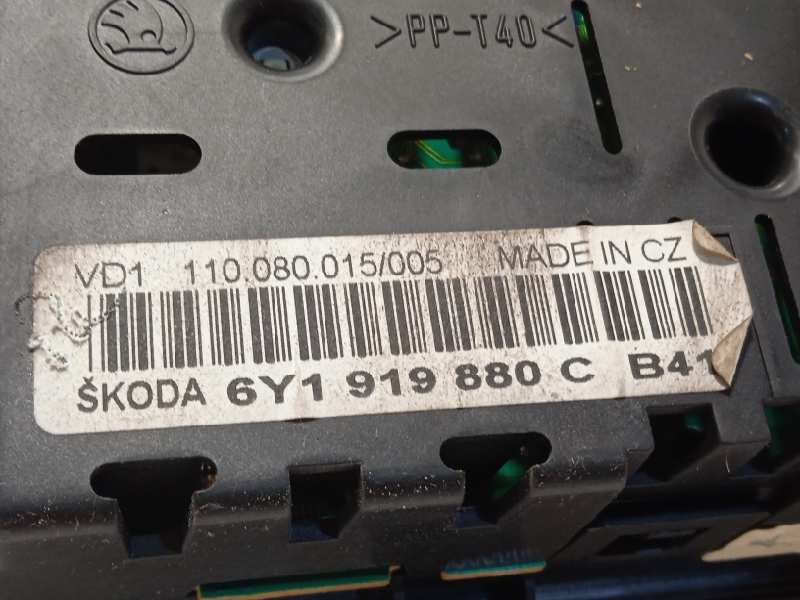 >PP-T40<
VD1 110.080.015/005 MADE IN CZ
ŠKODA 6Y1 919 880 C B41